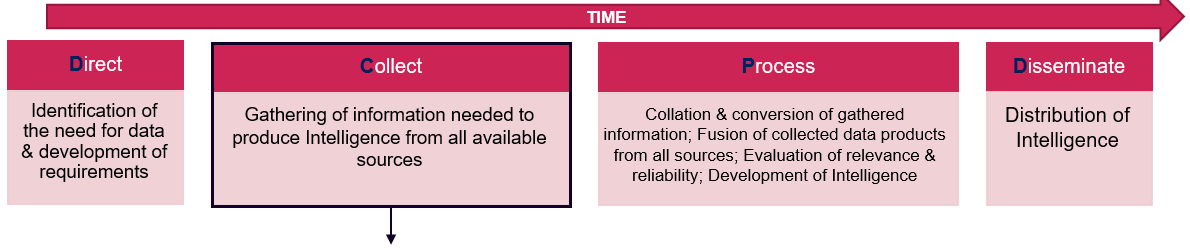 TIME
Direct
Identification of
the need for data
& development of
requirements
Collect
Gathering of information needed to
produce Intelligence from all available
sources
Process
Collation & conversion of gathered
information; Fusion of collected data products
from all sources; Evaluation of relevance &
reliability; Development of Intelligence
Disseminate
Distribution of
Intelligence